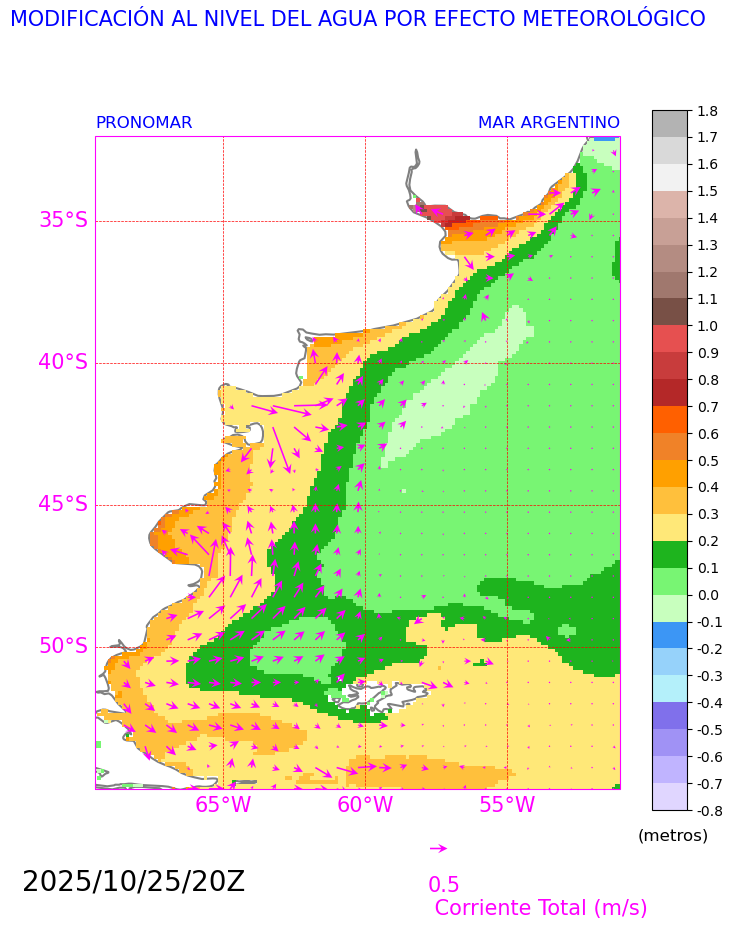 MODIFICACIÓN AL NIVEL DEL AGUA POR EFECTO METEOROLÓGICO
PRONOMAR
MAR ARGENTINO
35°S
40°S
45°S
50°S
65°W
60°W
55°W
1.8
1.7
1.6
1.5
1.4
1.3
1.2
1.1
1.0
0.9
0.8
0.7
0.6
0.5
0.4
0.3
0.2
0.1
0.0
-0.1
-0.2
-0.3
-0.4
-0.5
-0.6
-0.7
-0.8
(metros)
2025/10/25/20Z
0.5
Corriente Total (m/s)